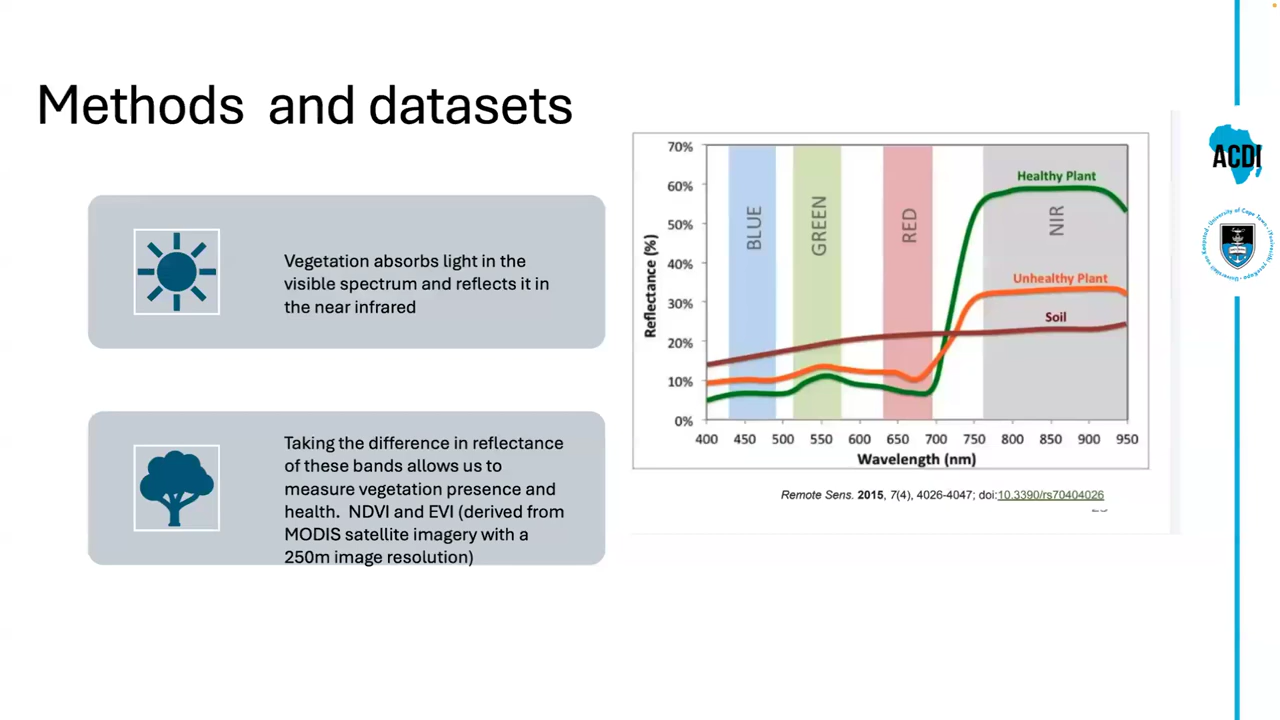 Methods  and datasets
Vegetation absorbs light in the
visible spectrum and reflects it in
the near infrared
Taking the difference in reflectance
of these bands allows us to
measure vegetation presence and
health.  NDVI and EVI (derived from
MODIS satellite imagery with a
250m image resolution)
70%
60%
50%
40%
30%
20%
10%
0%
Reflectance (%)
BLUE
GREEN
RED
NIR
Healthy Plant
Unhealthy Plant
Soil
400 450 500 550 600 650 700 750 800 850 900 950
Wavelength (nm)
Remote Sens. 2015, 7(4), 4026-4047; doi:10.3390/rs70404026
ACDI
University of Cape Town